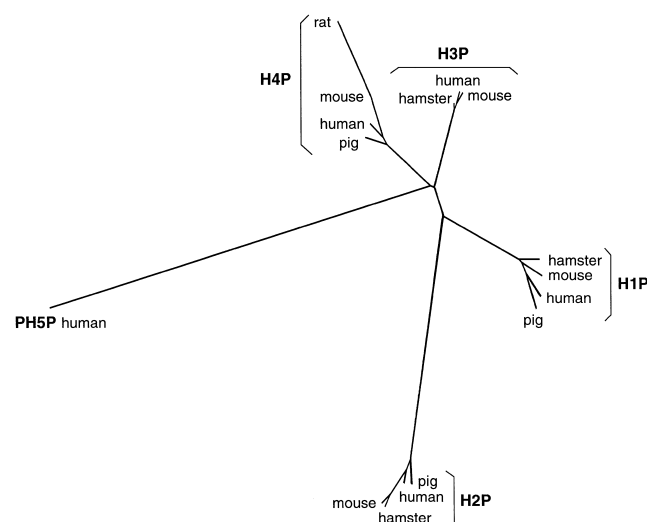 rat
H4P
mouse
human
pig
H3P
human
hamster mouse
PH5P human
hamster
mouse
human
pig
H1P
pig
human
mouse
hamster
H2P